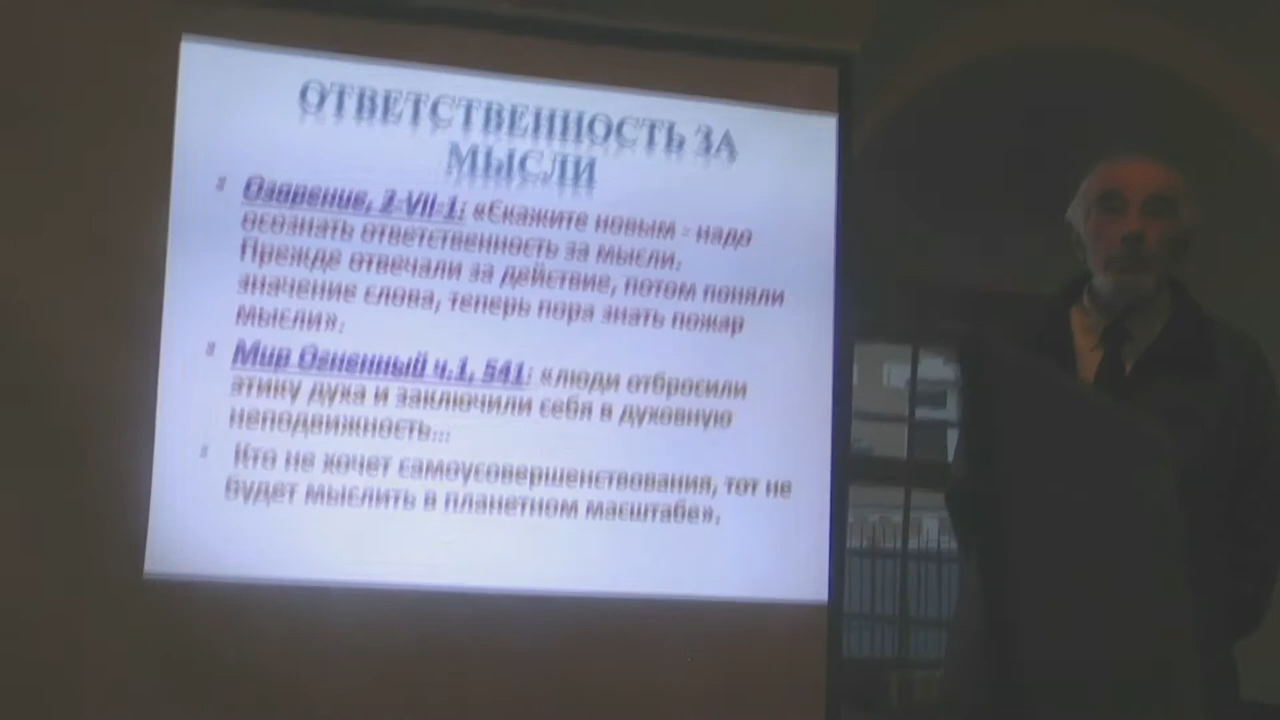 ОТВЕТСТВЕННОСТЬ ЗА
МЫСЛИ
Озарение, 2-VII-1: «Скажите новым - надо
осознать ответственность за мысли.
Прежде отвечали за действие, потом поняли
значение слова, теперь пора знать пожар
мысли».
Мир Огненный ч.1, 541: «люди отбросили
этику духа и заключили себя в духовную
неподвижность...
Кто не хочет самоусовершенствования, тот не
будет мыслить в планетном масштабе».